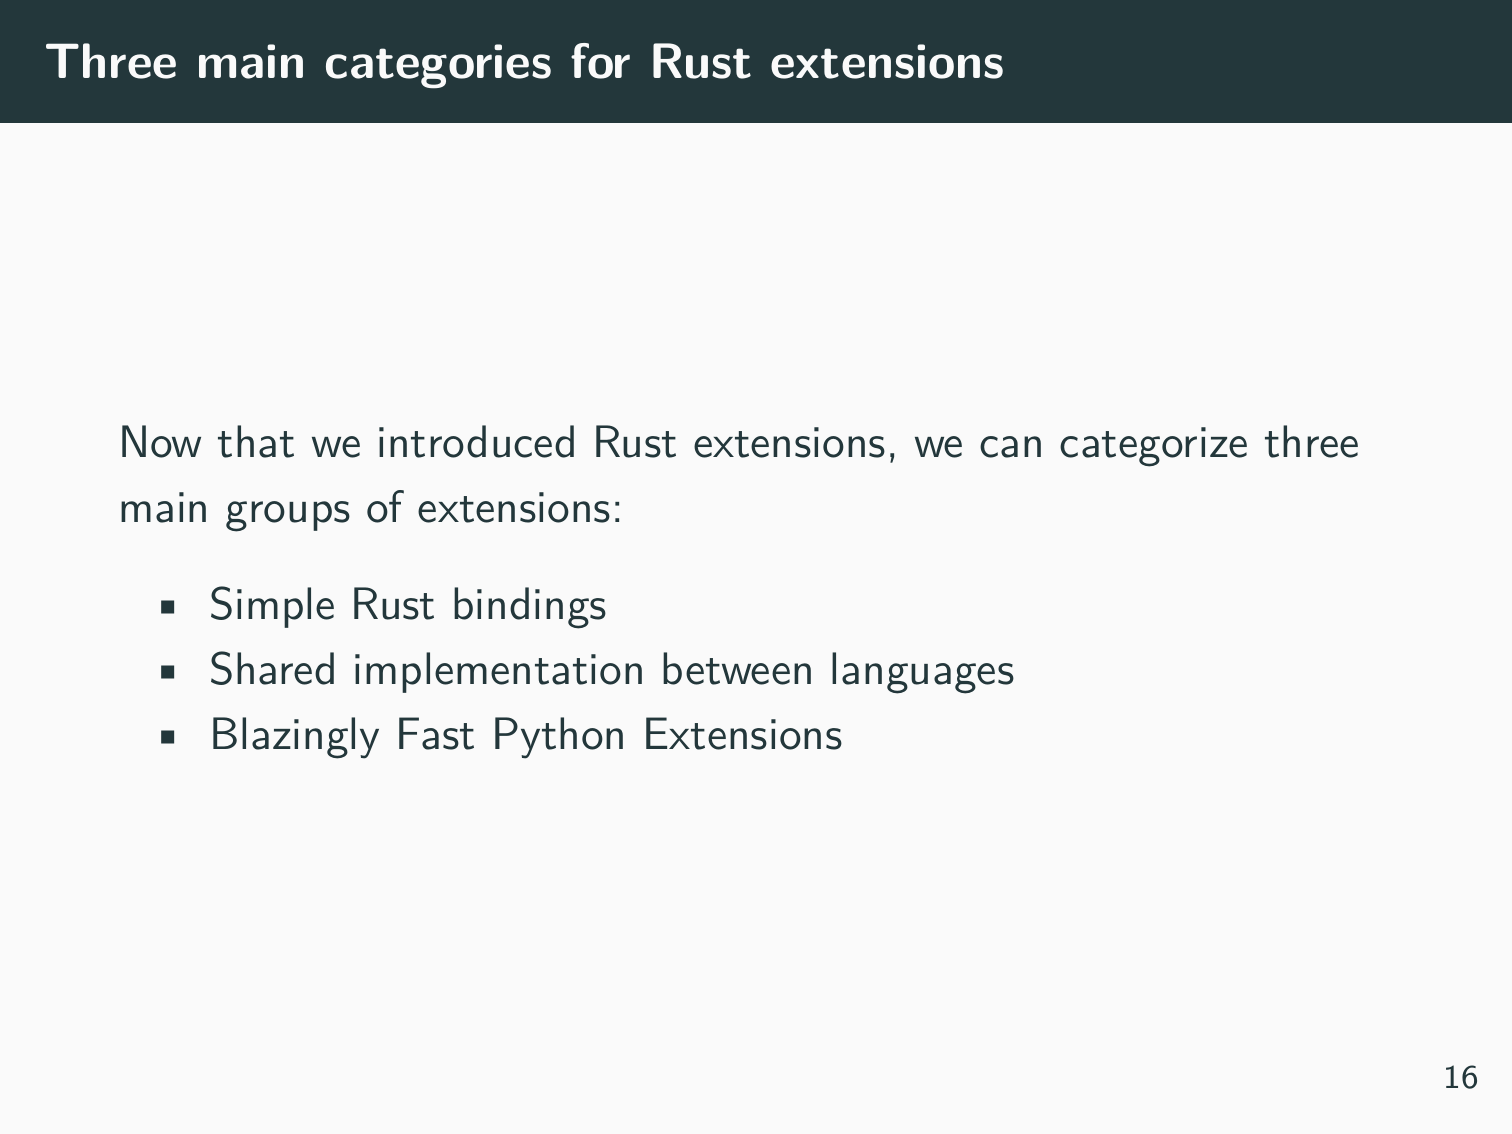 Three main categories for Rust extensions
Now that we introduced Rust extensions, we can categorize three
main groups of extensions:
▪ Simple Rust bindings
▪ Shared implementation between languages
▪ Blazingly Fast Python Extensions
16